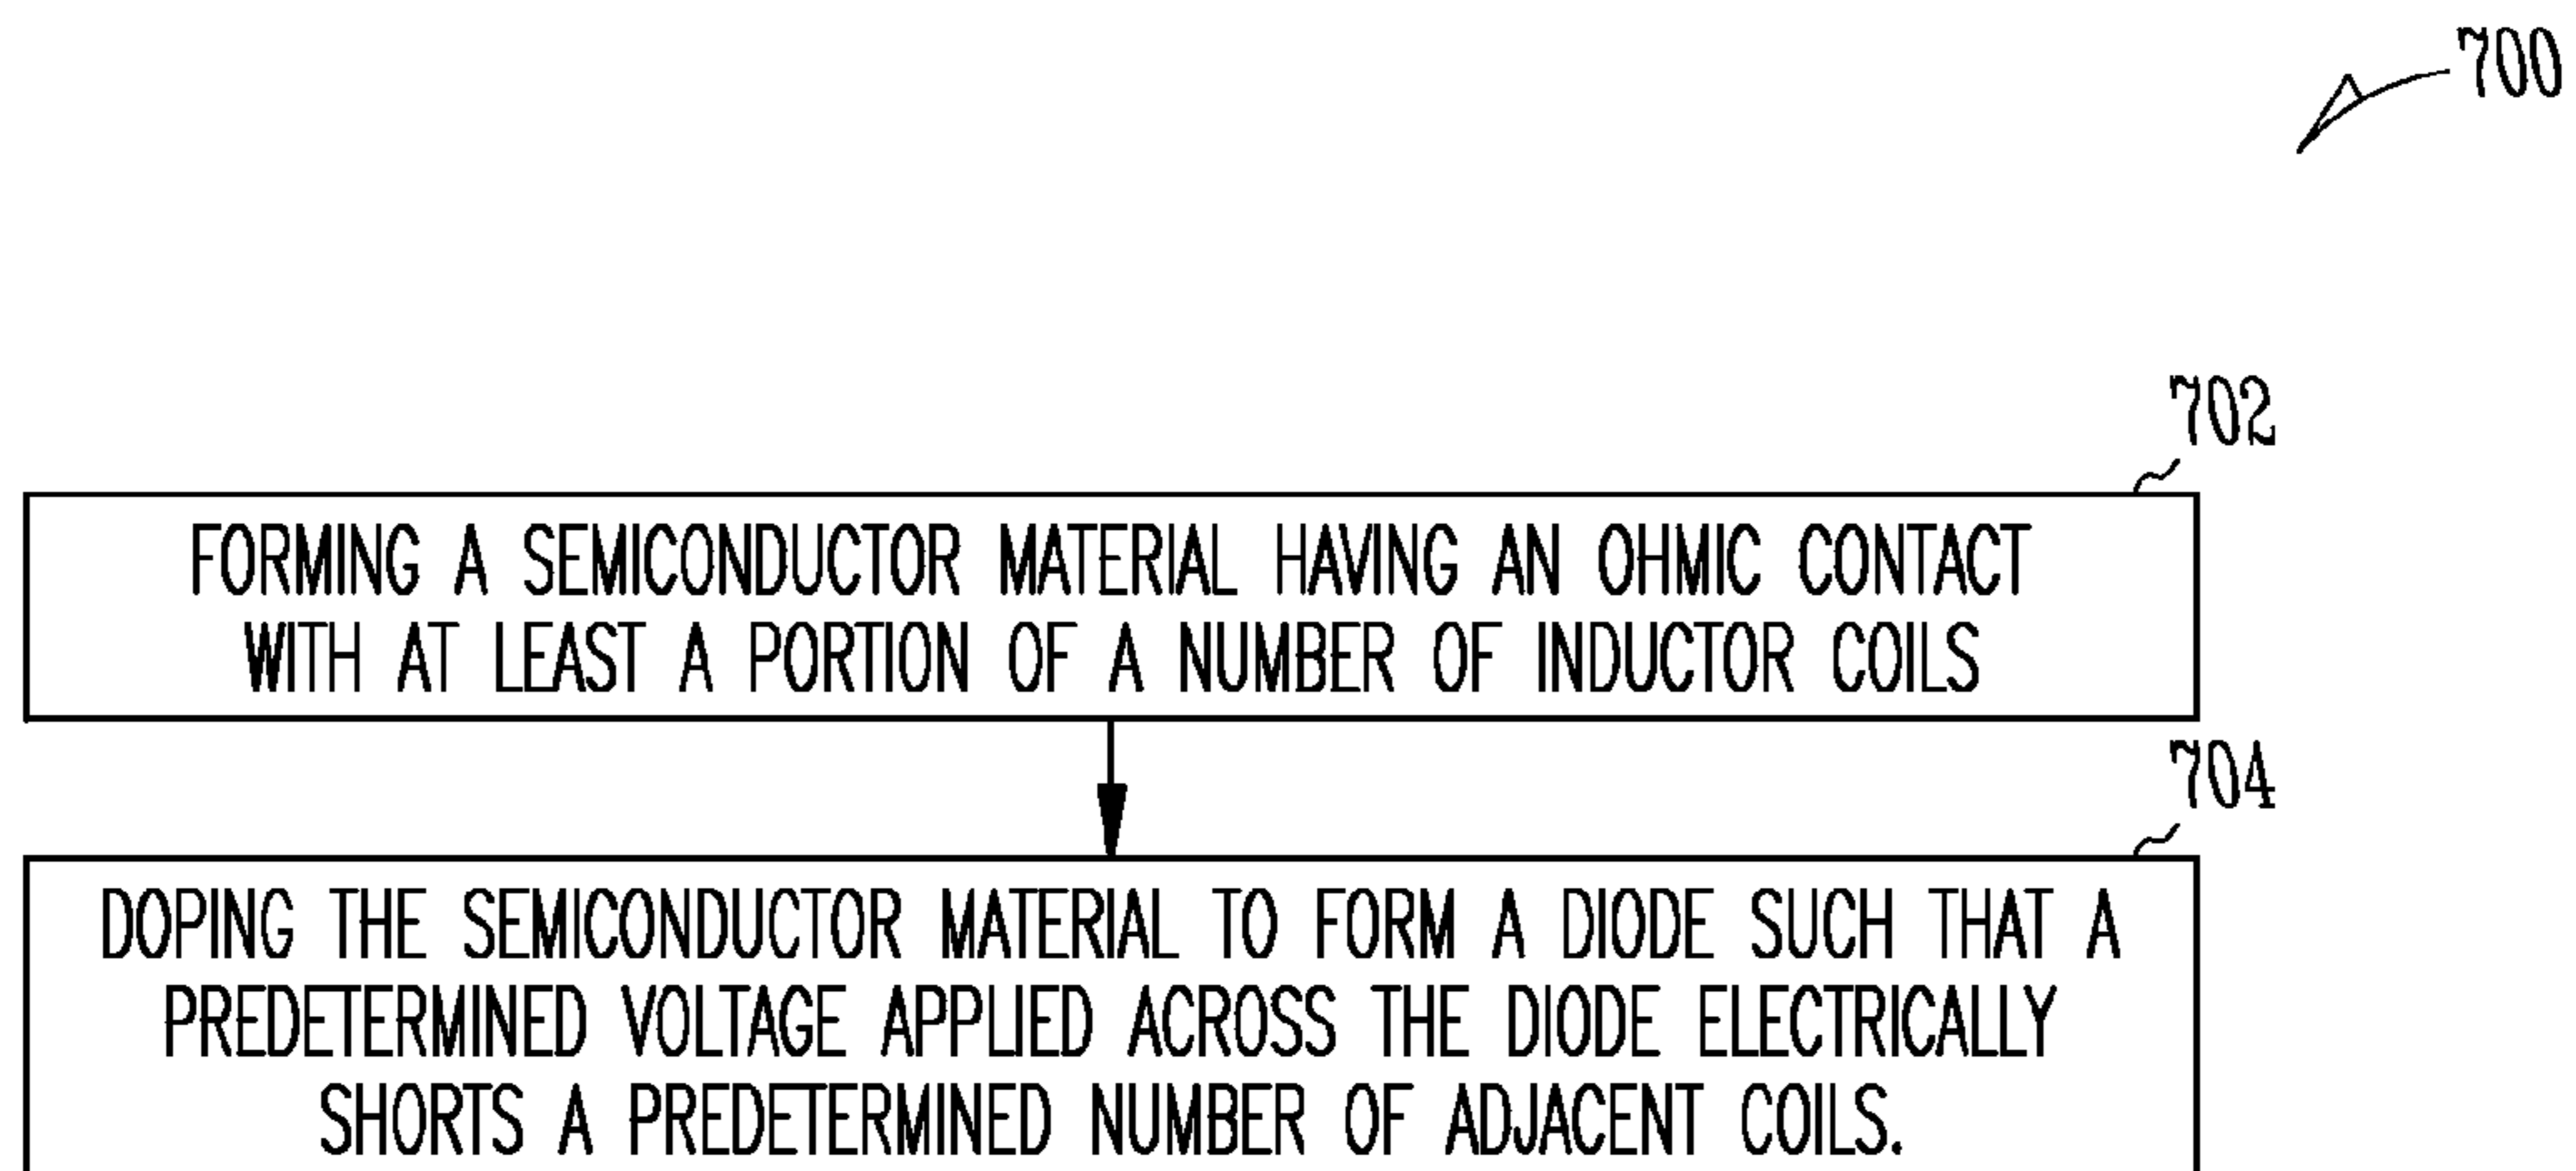 700
702
FORMING A SEMICONDUCTOR MATERIAL HAVING AN OHMIC CONTACT
WITH AT LEAST A PORTION OF A NUMBER OF INDUCTOR COILS
704
DOPING THE SEMICONDUCTOR MATERIAL TO FORM A DIODE SUCH THAT A
PREDETERMINED VOLTAGE APPLIED ACROSS THE DIODE ELECTRICALLY
SHORTS A PREDETERMINED NUMBER OF ADJACENT COILS.